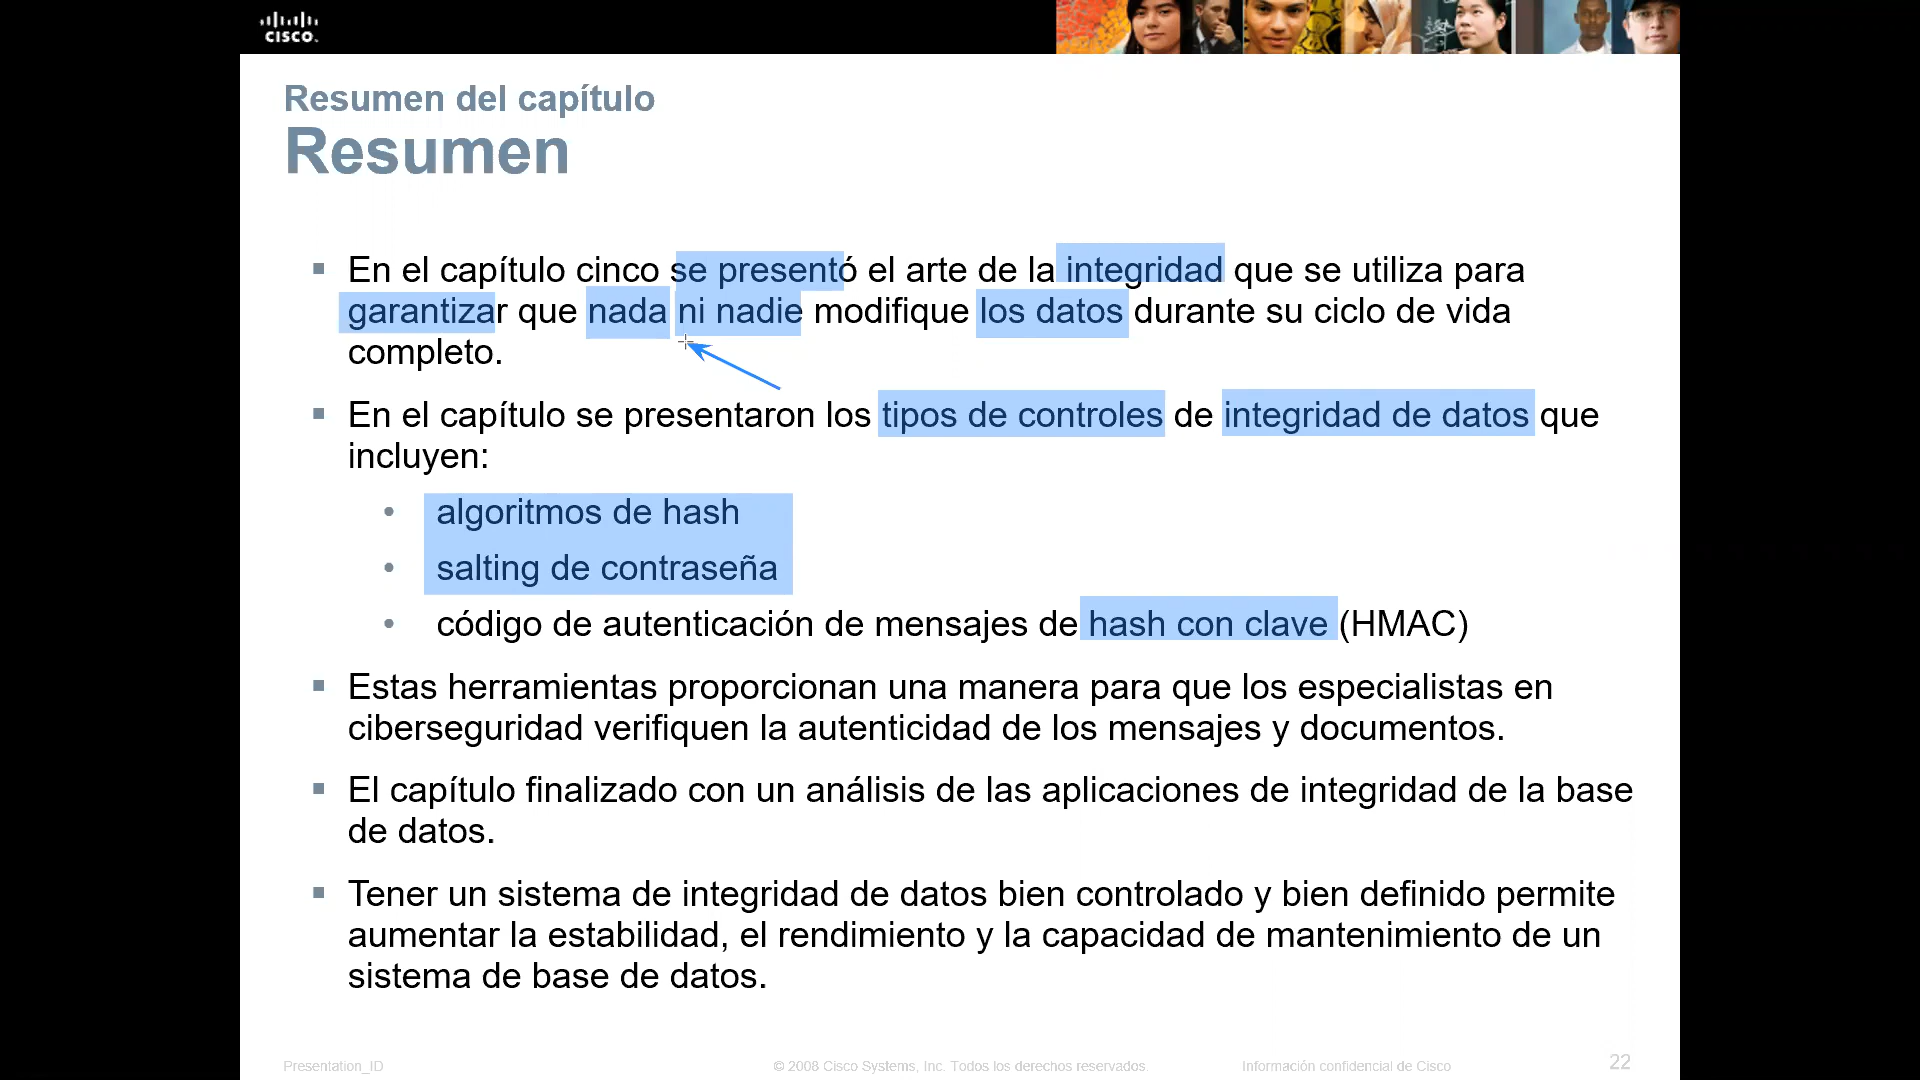 CISCO
Resumen del capítulo
Resumen
En el capítulo cinco se presentó el arte de la integridad que se utiliza para
garantizar que nada ni nadie modifique los datos durante su ciclo de vida
completo.
En el capítulo se presentaron los tipos de controles de integridad de datos que
incluyen:
algoritmos de hash
salting de contraseña
código de autenticación de mensajes de hash con clave (HMAC)
Estas herramientas proporcionan una manera para que los especialistas en
ciberseguridad verifiquen la autenticidad de los mensajes y documentos.
El capítulo finalizado con un análisis de las aplicaciones de integridad de la base
de datos.
Tener un sistema de integridad de datos bien controlado y bien definido permite
aumentar la estabilidad, el rendimiento y la capacidad de mantenimiento de un
sistema de base de datos.
Presentation_ID © 2008 Cisco Systems, Inc. Todos los derechos reservados. Información confidencial de Cisco 22